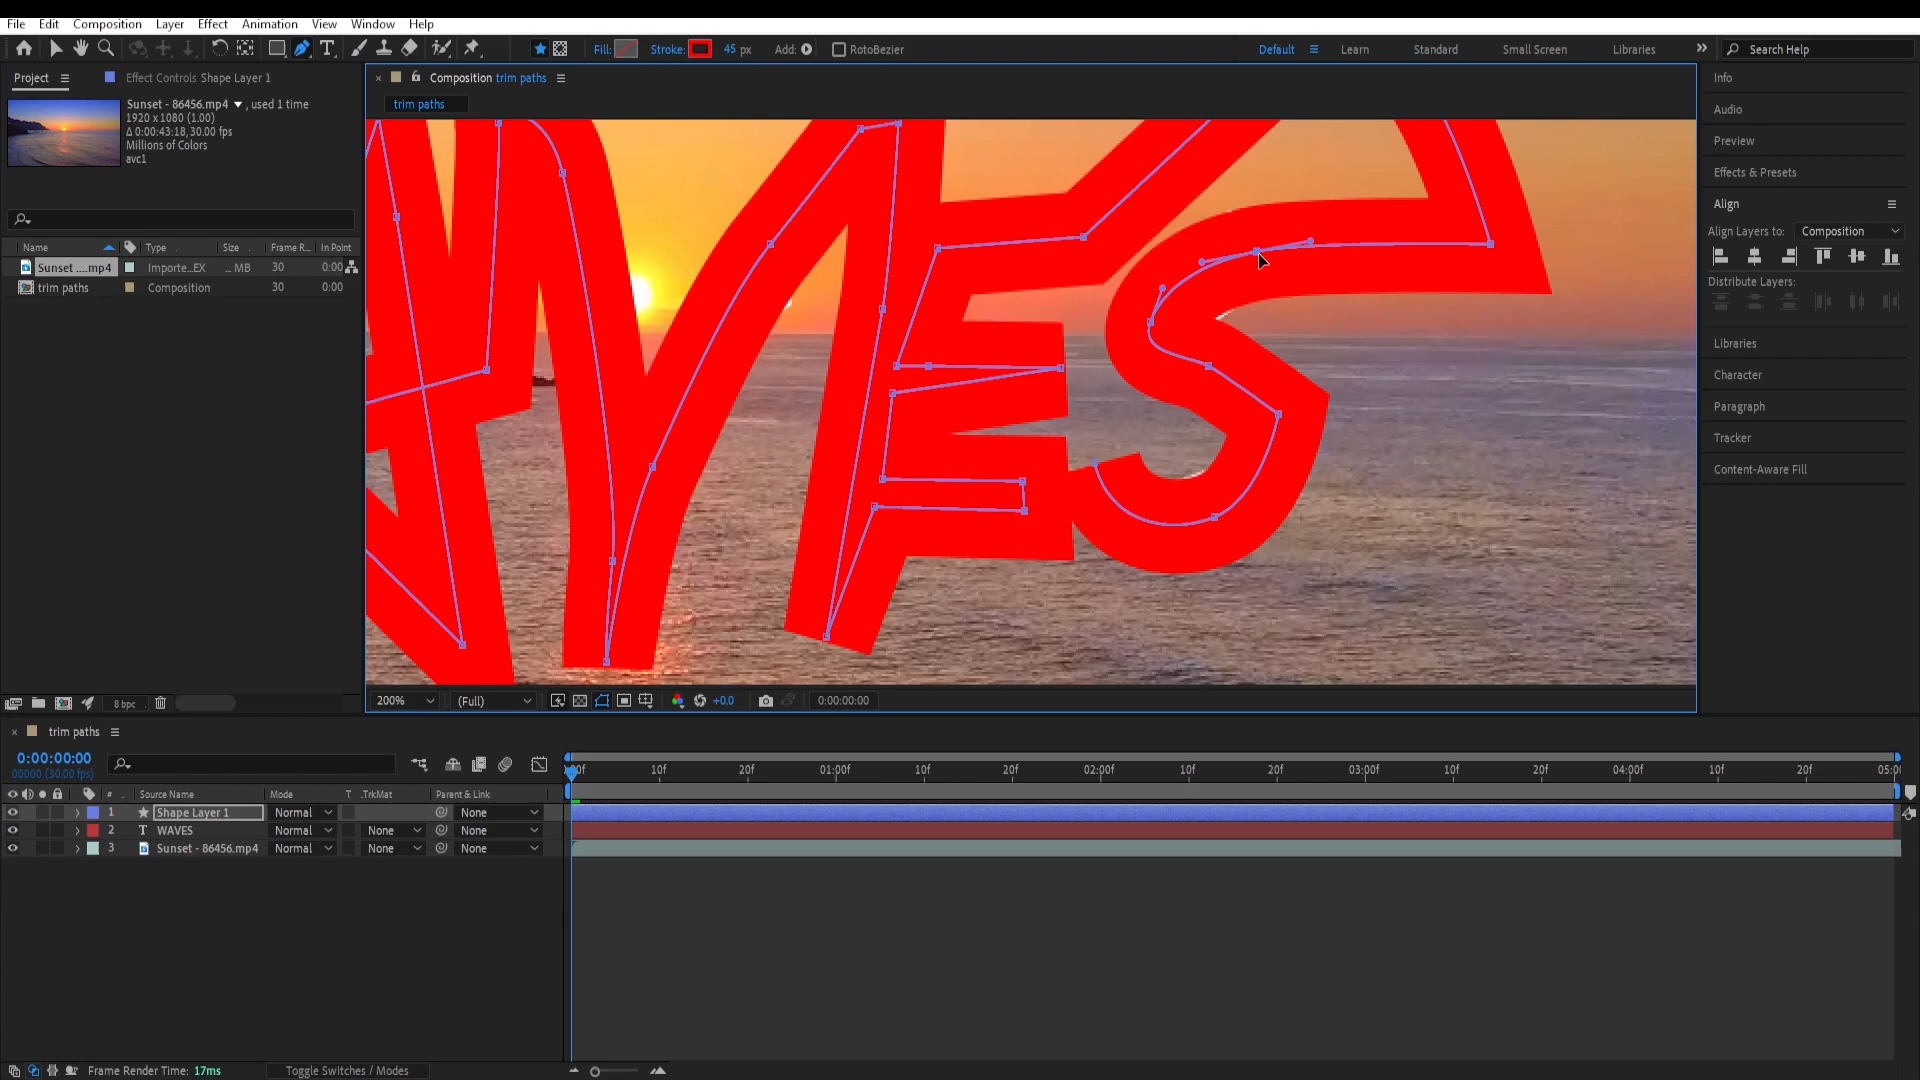 File Edit Composition Layer Effect Animation View Window Help
Fill: Stroke: 45 px Add: RotoBezier Default Learn Standard Small Screen Libraries Search Help
Project Effect Controls Shape Layer 1
Composition trim paths
trim paths
Sunset - 86456.mp4 , used 1 time
1920 x 1080 (1.00)
Δ 0:00:43:18, 30.00 fps
Millions of Colors
avc1
Name Type Size Frame R... In Point
Sunset ....mp4 Importe...EX ... MB 30 0:00
trim paths Composition 30 0:00
8 bpc
VES
200% (Full) +0.0 0:00:00:00
Info
Audio
Preview
Effects & Presets
Align
Align Layers to: Composition
Distribute Layers:
Libraries
Character
Paragraph
Tracker
Content-Aware Fill
trim paths
0:00:00:00
00000 (30.00 fps)
:00f 10f 20f 01:00f 10f 20f 02:00f 10f 20f 03:00f 10f 20f 04:00f 10f 20f 05:0
# Source Name Mode T .TrkMat Parent & Link
1 Shape Layer 1 Normal None
2 WAVES Normal None None
3 Sunset - 86456.mp4 Normal None None
Frame Render Time: 17ms Toggle Switches / Modes